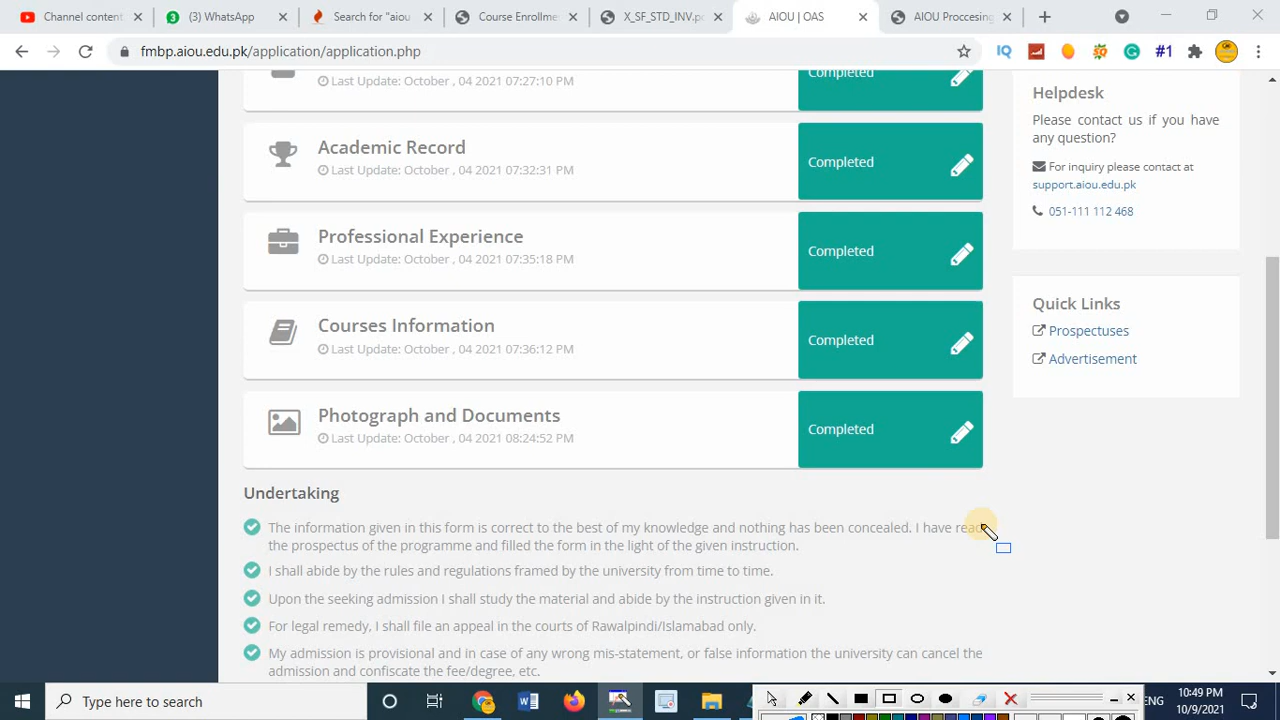 Channel content
(3) WhatsApp
Search for "aiou
Course Enrollme
X_SF_STD_INV.p
AIOU | OAS
AIOU Proccesing
fmbp.aiou.edu.pk/application/application.php
#1
Last Update: October , 04 2021 07:27:10 PM
Completed
Academic Record
Last Update: October , 04 2021 07:32:31 PM
Completed
Professional Experience
Last Update: October , 04 2021 07:35:18 PM
Completed
Courses Information
Last Update: October , 04 2021 07:36:12 PM
Completed
Photograph and Documents
Last Update: October , 04 2021 08:24:52 PM
Completed
Helpdesk
Please contact us if you have
any question?
For inquiry please contact at
support.aiou.edu.pk
051-111 112 468
Quick Links
Prospectuses
Advertisement
Undertaking
The information given in this form is correct to the best of my knowledge and nothing has been concealed. I have read
the prospectus of the programme and filled the form in the light of the given instruction.
I shall abide by the rules and regulations framed by the university from time to time.
Upon the seeking admission I shall study the material and abide by the instruction given in it.
For legal remedy, I shall file an appeal in the courts of Rawalpindi/Islamabad only.
My admission is provisional and in case of any wrong mis-statement, or false information the university can cancel the
admission and confiscate the fee/degree, etc.
Type here to search
ENG
10:49 PM
10/9/2021